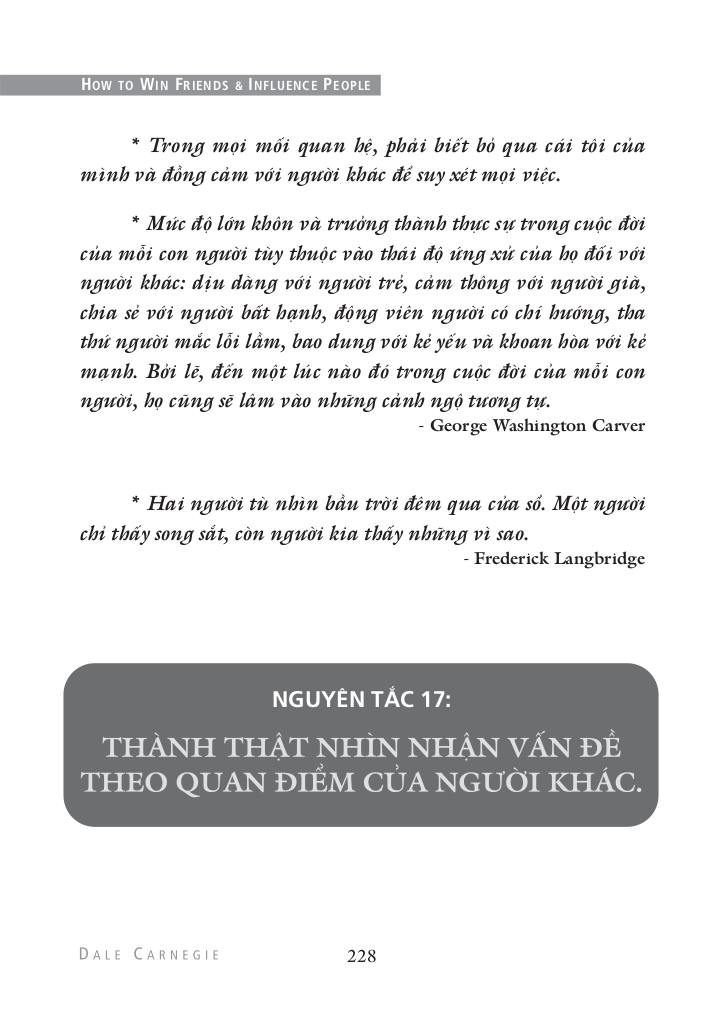 HOW TO WIN FRIENDS & INFLUENCE PEOPLE
* Trong mọi mối quan hệ, phải biết bỏ qua cái tôi của
mình và đồng cảm với người khác để suy xét mọi việc.
* Mức độ lớn khôn và trưởng thành thực sự trong cuộc đời
của mỗi con người tùy thuộc vào thái độ ứng xử của họ đối với
người khác: dịu dàng với người trẻ, cảm thông với người già,
chia sẻ với người bất hạnh, động viên người có chí hướng, tha
thứ người mắc lỗi lầm, bao dung với kẻ yếu và khoan hòa với kẻ
mạnh. Bởi lẽ, đến một lúc nào đó trong cuộc đời của mỗi con
người, họ cũng sẽ lâm vào những cảnh ngộ tương tự.
- George Washington Carver
* Hai người tù nhìn bầu trời đêm qua cửa sổ. Một người
chỉ thấy song sắt, còn người kia thấy những vì sao.
- Frederick Langbridge
NGUYÊN TẮC 17:
THÀNH THẬT NHÌN NHẬN VẤN ĐỀ
THEO QUAN ĐIỂM CỦA NGƯỜI KHÁC.
DALE CARNEGIE 228